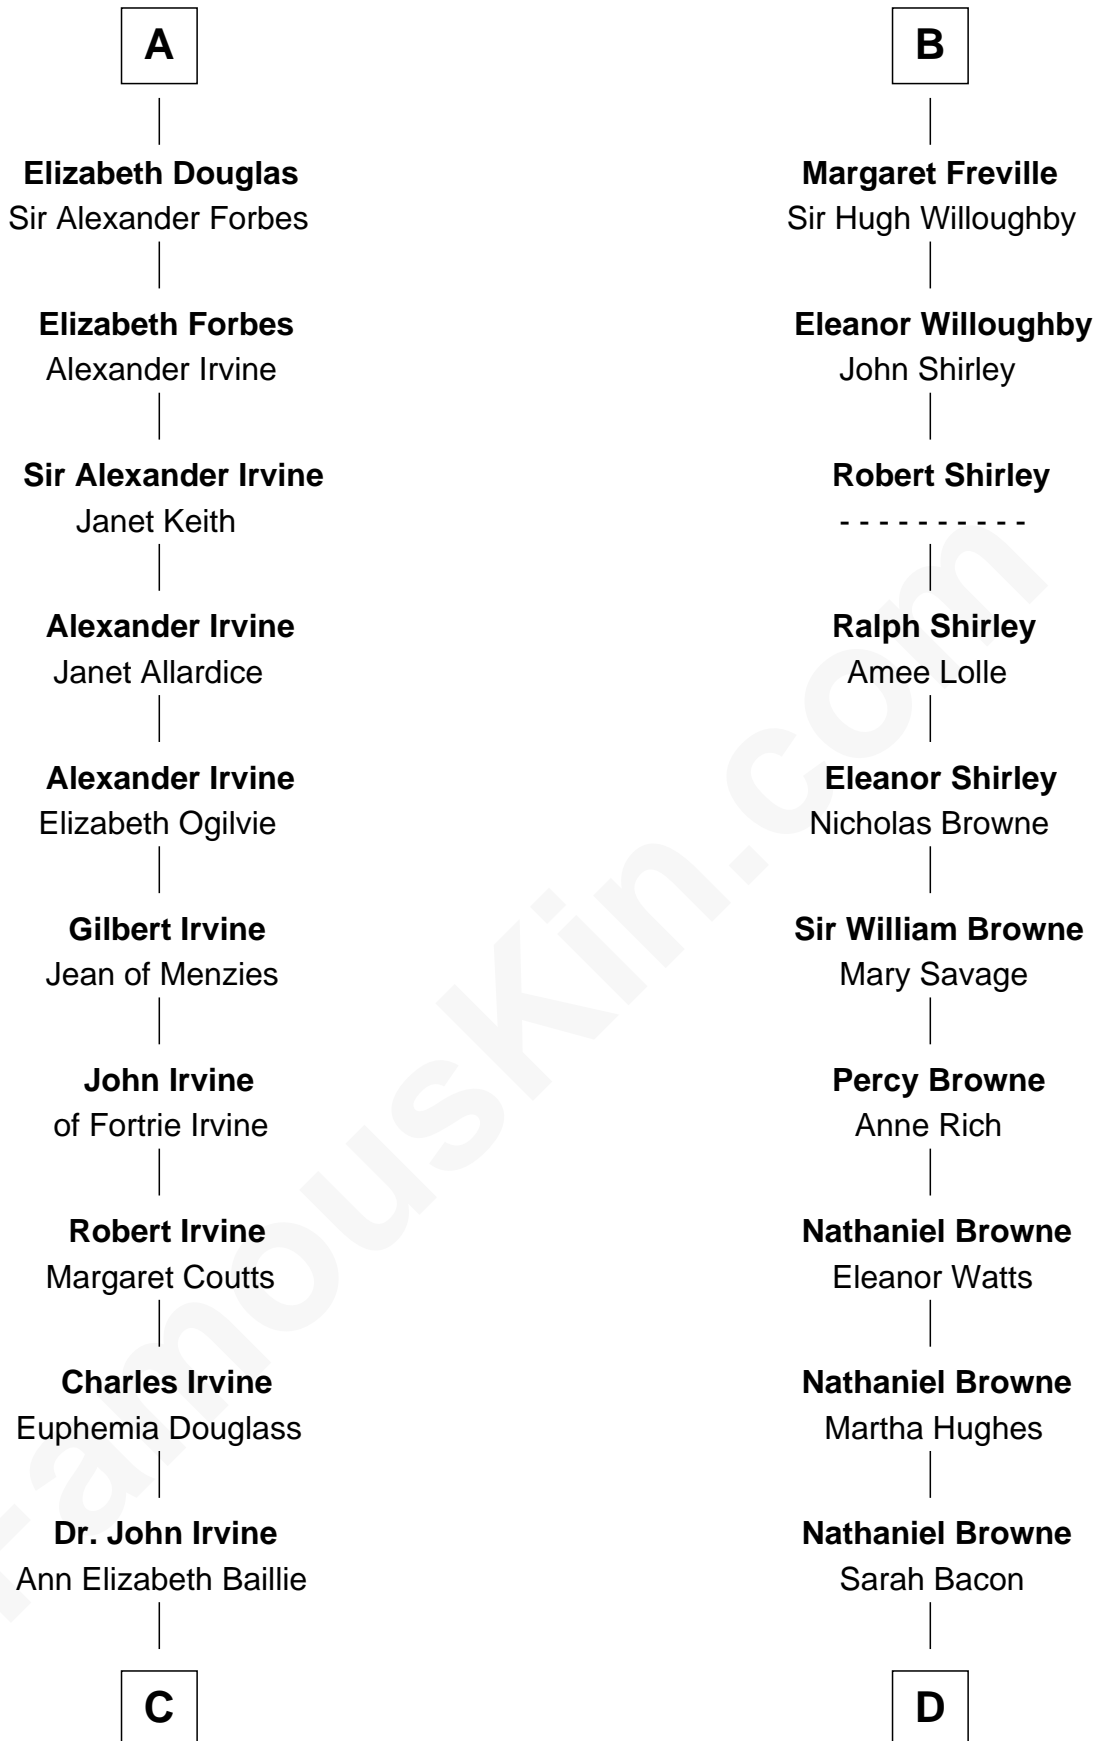 A
Elizabeth Douglas
Sir Alexander Forbes
Elizabeth Forbes
Alexander Irvine
Sir Alexander Irvine
Janet Keith
Alexander Irvine
Janet Allardice
Alexander Irvine
Elizabeth Ogilvie
Gilbert Irvine
Jean of Menzies
John Irvine
of Fortrie Irvine
Robert Irvine
Margaret Coutts
Charles Irvine
Euphemia Douglass
Dr. John Irvine
Ann Elizabeth Baillie
C
B
Margaret Freville
Sir Hugh Willoughby
Eleanor Willoughby
John Shirley
Robert Shirley
- - - - - - - - - -
Ralph Shirley
Amee Lolle
Eleanor Shirley
Nicholas Browne
Sir William Browne
Mary Savage
Percy Browne
Anne Rich
Nathaniel Browne
Eleanor Watts
Nathaniel Browne
Martha Hughes
Nathaniel Browne
Sarah Bacon
D
FamousKin.com